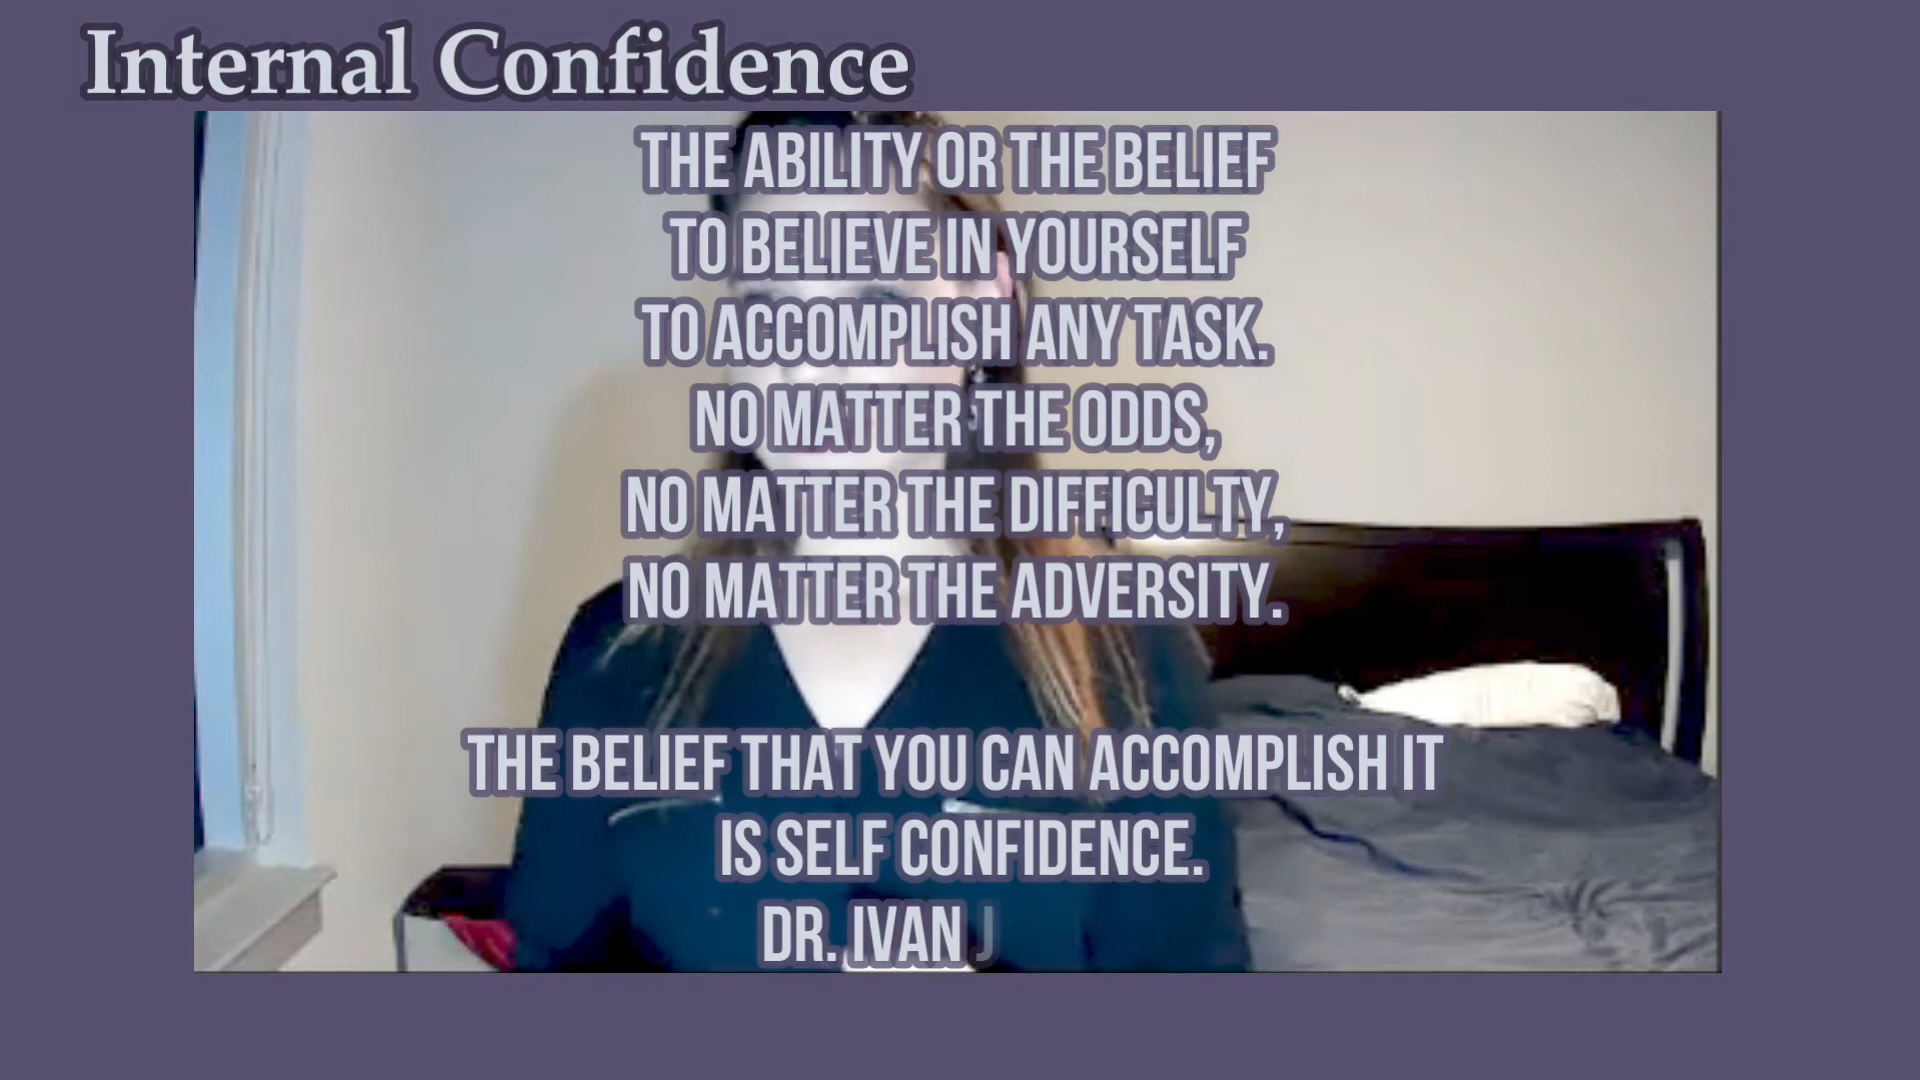 Internal Confidence
THE ABILITY OR THE BELIEF
TO BELIEVE IN YOURSELF
TO ACCOMPLISH ANY TASK.
NO MATTER THE ODDS,
NO MATTER THE DIFFICULTY,
NO MATTER THE ADVERSITY.
THE BELIEF THAT YOU CAN ACCOMPLISH IT
IS SELF CONFIDENCE.
DR. IVAN J